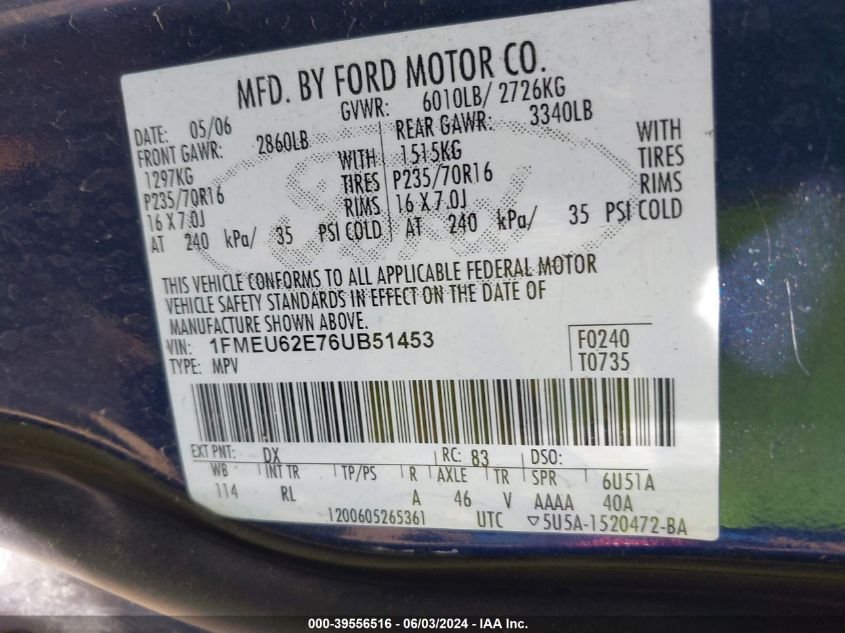 MFD. BY FORD MOTOR CO.
DATE: 05/06 GVWR: 6010LB/ 2726KG
FRONT GAWR: 2860LB REAR GAWR: 3340LB
1297KG WITH 1515KG WITH
P235/70R16 TIRES P235/70R16 TIRES
16 X 7.0J RIMS 16 X 7.0J RIMS
AT 240 kPa/ 35 PSI COLD AT 240 kPa/ 35 PSI COLD
THIS VEHICLE CONFORMS TO ALL APPLICABLE FEDERAL MOTOR
VEHICLE SAFETY STANDARDS IN EFFECT ON THE DATE OF
MANUFACTURE SHOWN ABOVE.
VIN: 1FMEU62E76UB51453 F0240
TYPE: MPV T0735
EXT PNT: DX RC: 83 DSO:
WB INT TR TP/PS R AXLE TR SPR 6U51A
114 RL A 46 V AAAA 40A
1200605265361 UTC ▽5U5A-1520472-BA
000-39556516 - 06/03/2024 - IAA Inc.